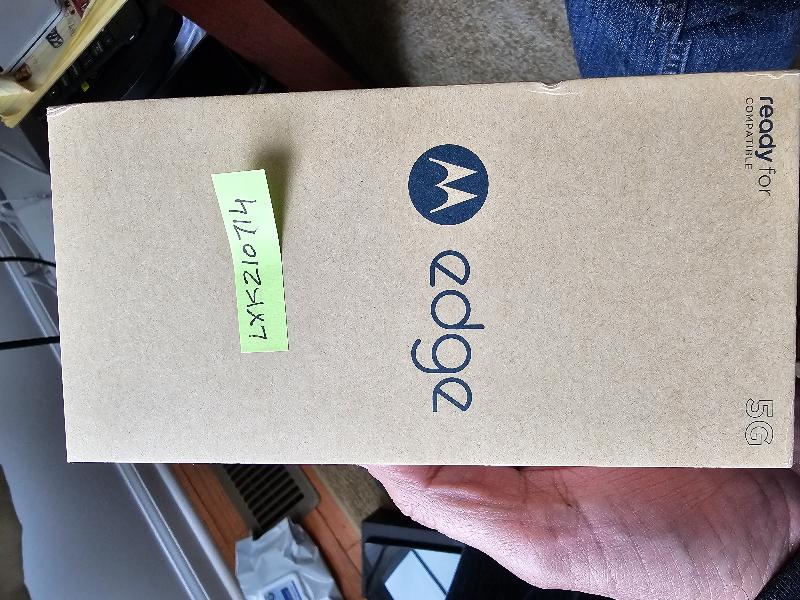 ready for
COMPATIBLE
5G
edge
LXK210714